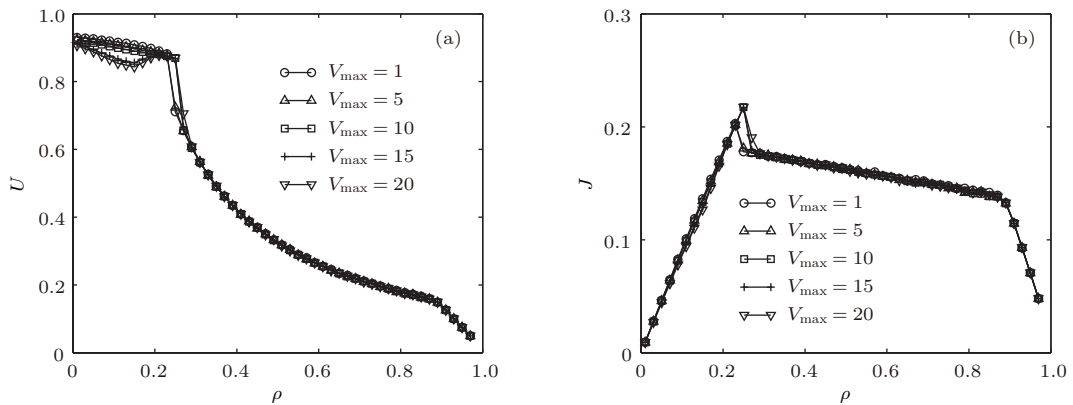 1.0
(a)
0.8
V_max = 1
V_max = 5
0.6
V_max = 10
V_max = 15
V_max = 20
U
0.4
0.2
0
0 0.2 0.4 0.6 0.8 1.0
ρ
0.3
(b)
0.2
J
V_max = 1
V_max = 5
0.1
V_max = 10
V_max = 15
V_max = 20
0
0 0.2 0.4 0.6 0.8 1.0
ρ